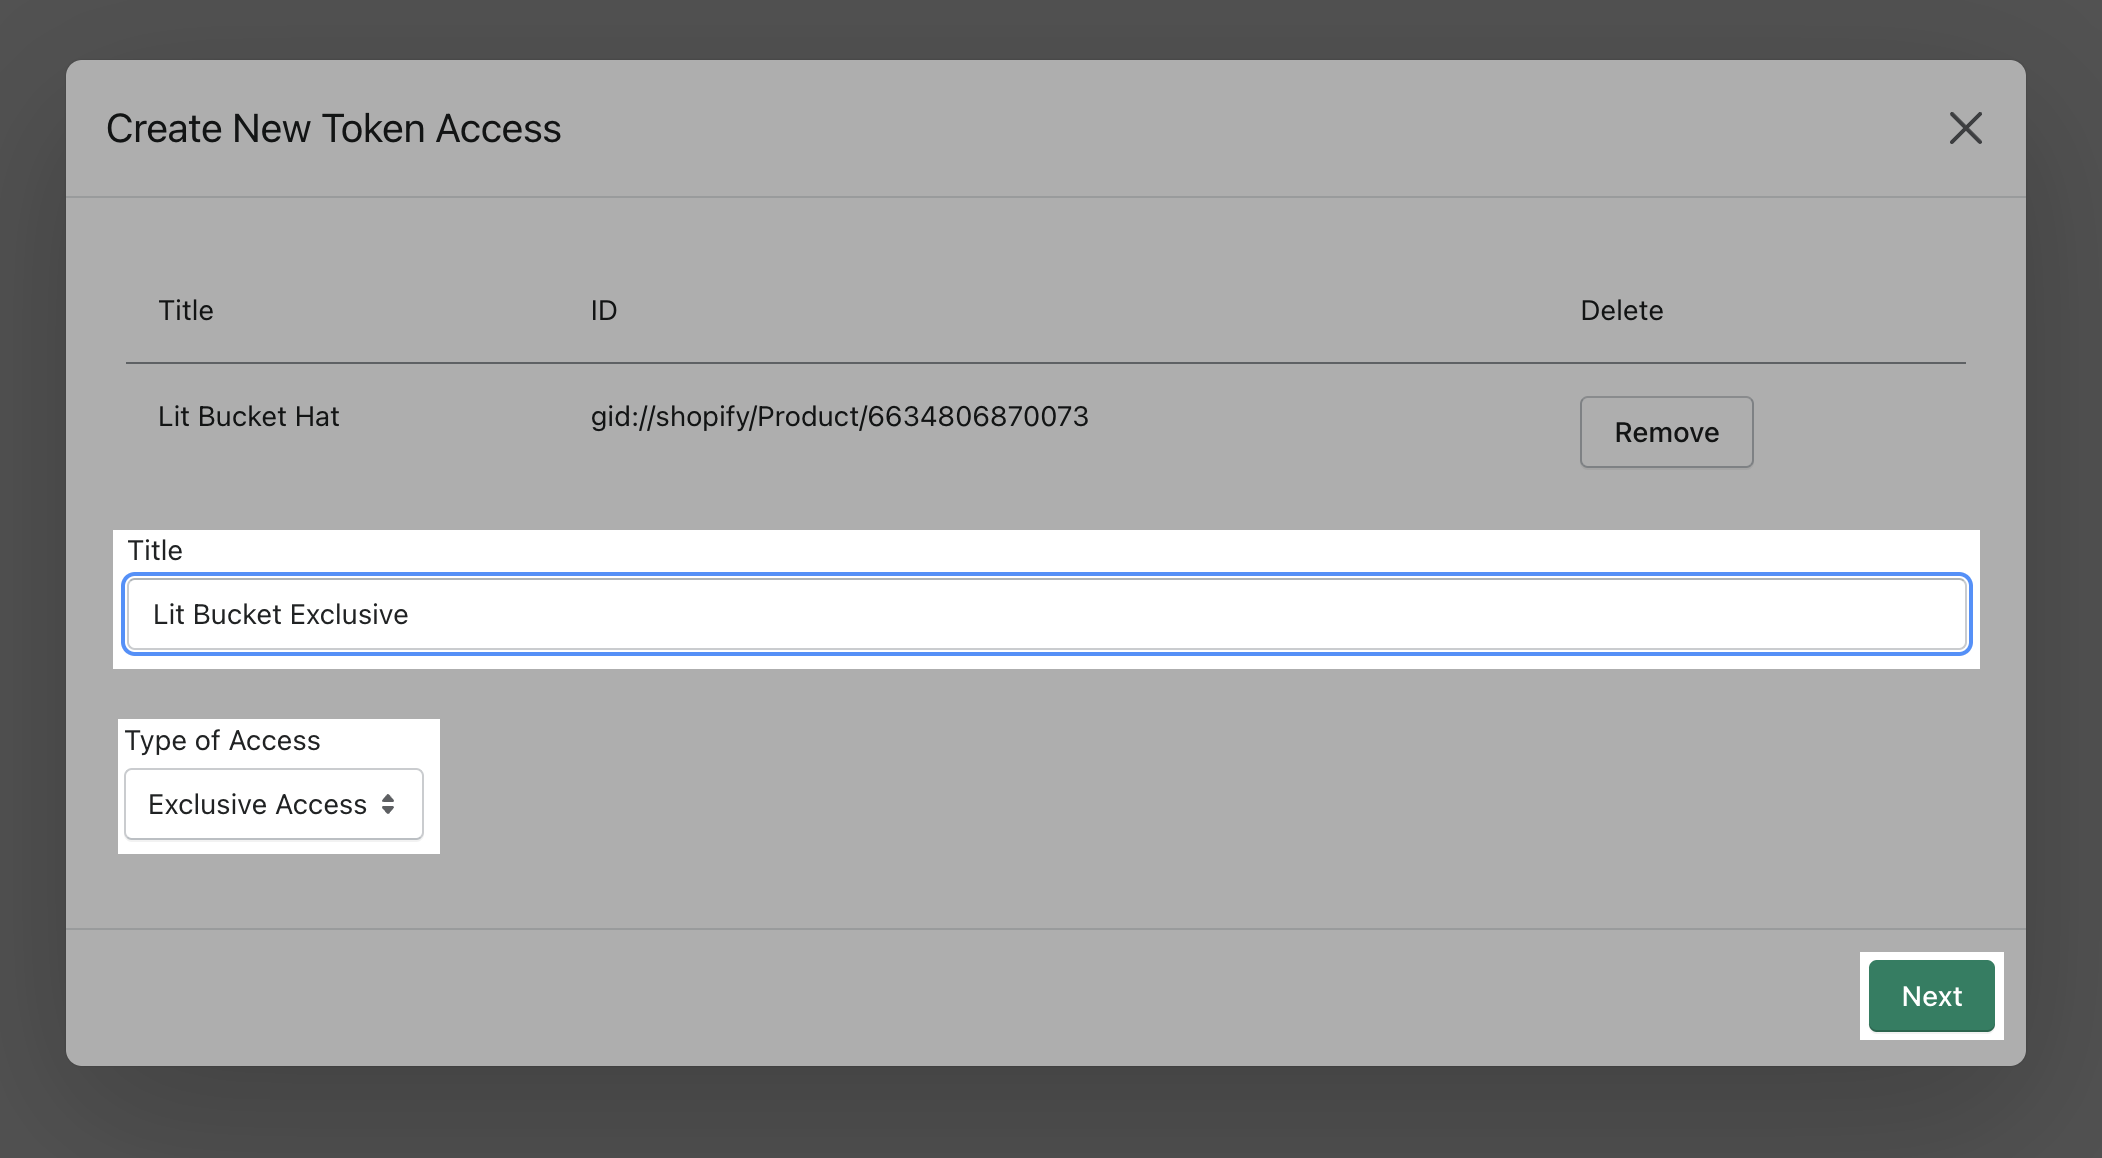 Create New Token Access
Title ID Delete
Lit Bucket Hat gid://shopify/Product/6634806870073 Remove
Title
Lit Bucket Exclusive
Type of Access
Exclusive Access
Next